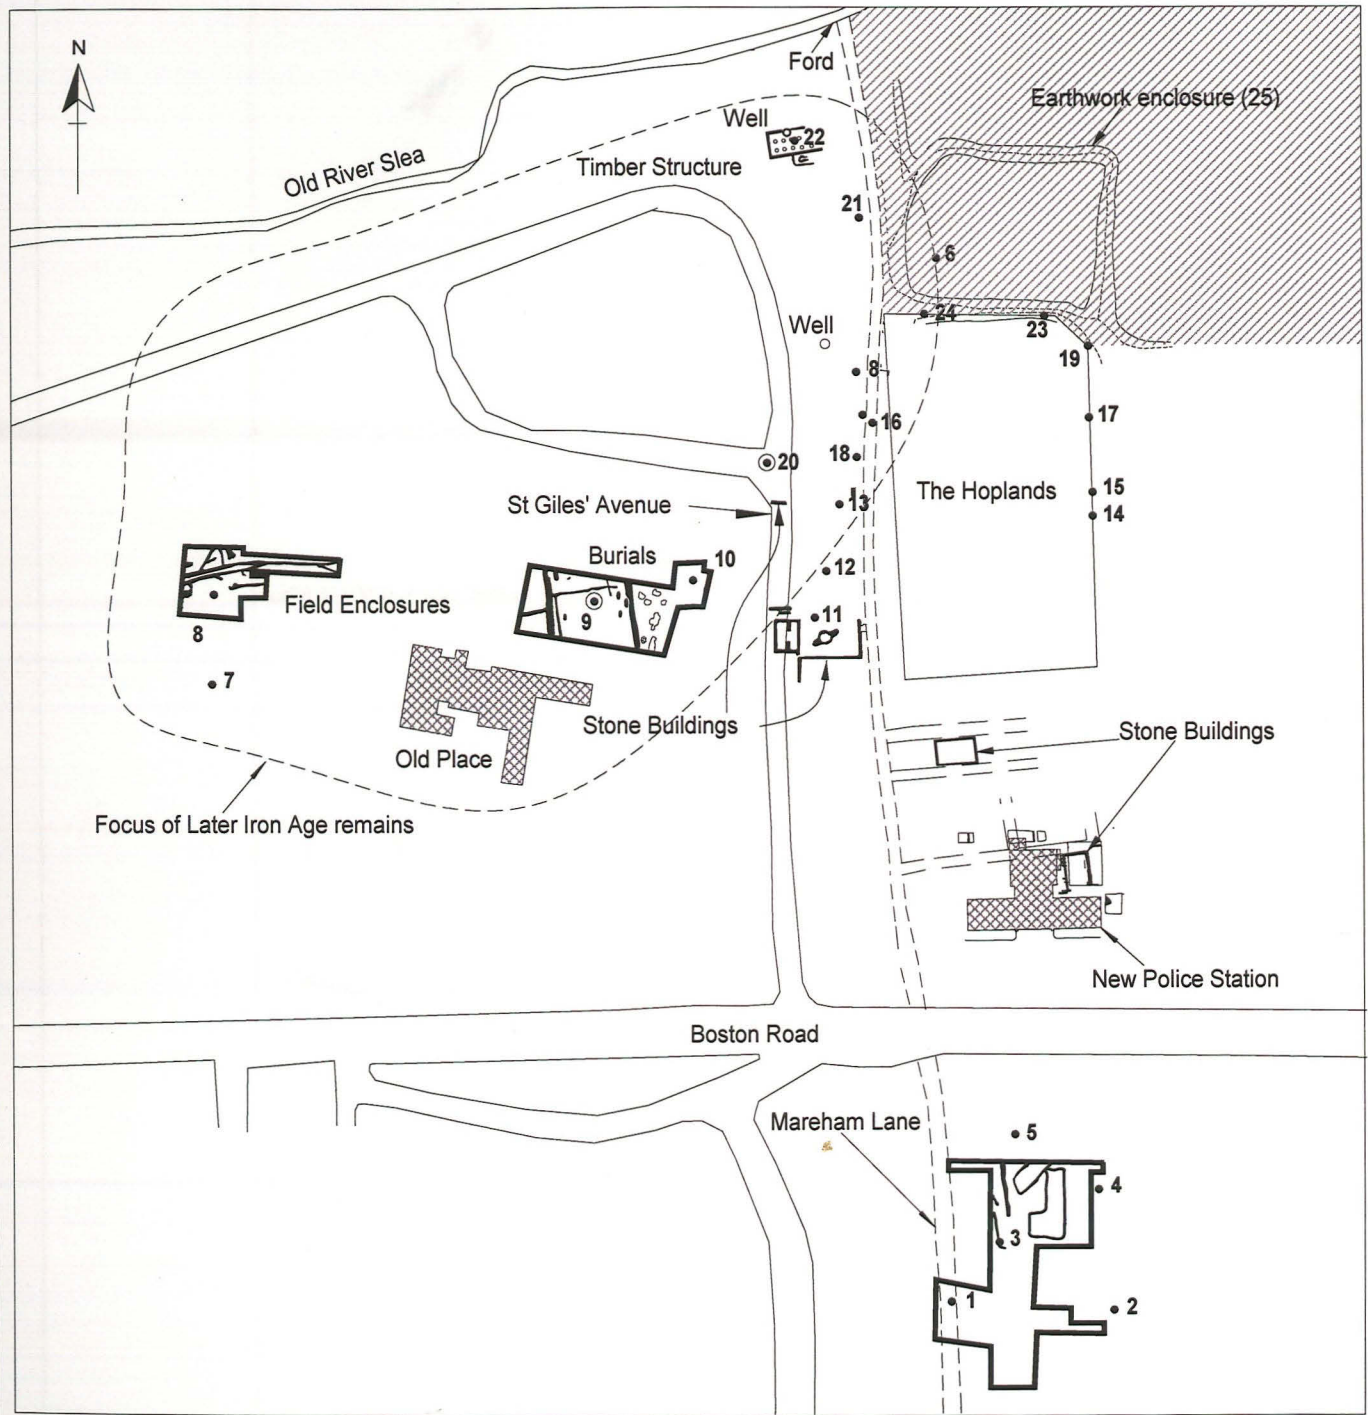 N
Ford
Earthwork enclosure (25)
Well
22
Old River Slea
Timber Structure
21
6
24
23
Well
19
8
17
16
20
18
15
The Hoplands
St Giles' Avenue
13
14
Burials
10
12
Field Enclosures
9
11
8
7
Stone Buildings
Stone Buildings
Old Place
Focus of Later Iron Age remains
New Police Station
Boston Road
Mareham Lane
5
4
3
1
2